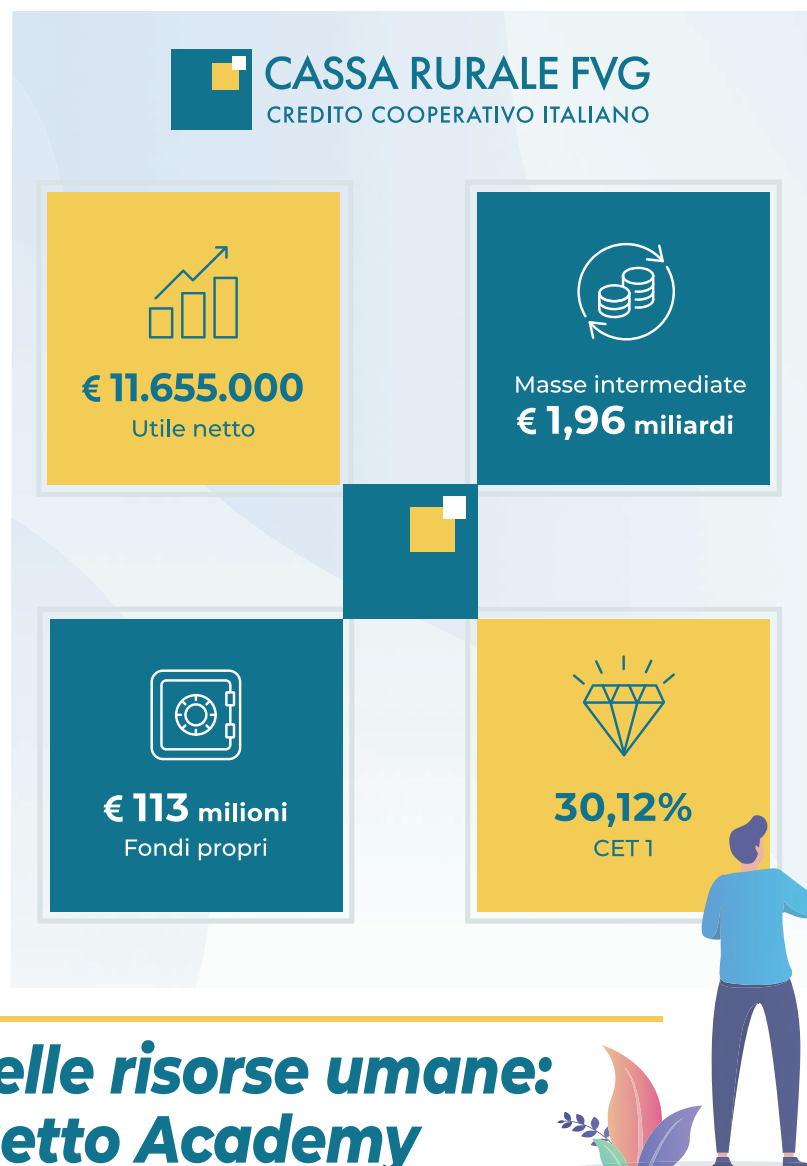 CASSA RURALE FVG
CREDITO COOPERATIVO ITALIANO
€ 11.655.000
Utile netto
Masse intermediate
€ 1,96 miliardi
€ 113 milioni
Fondi propri
30,12%
CET 1
elle risorse umane:
etto Academy